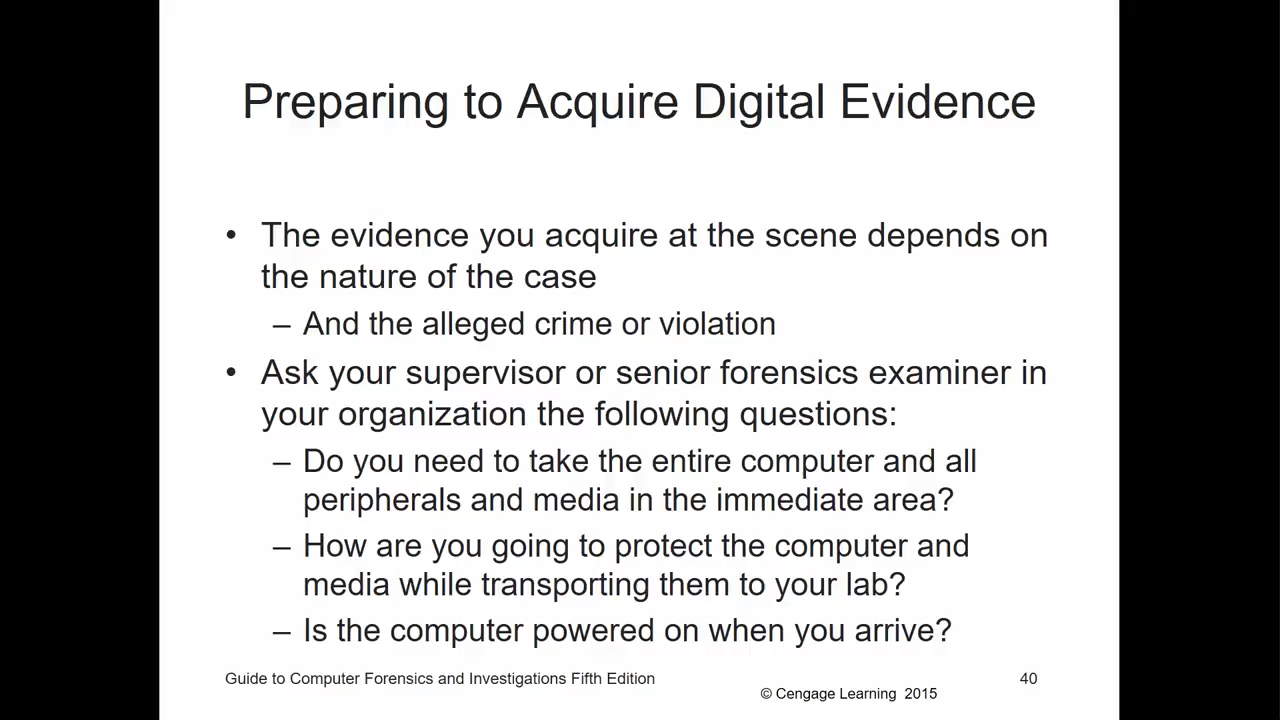 Preparing to Acquire Digital Evidence
• The evidence you acquire at the scene depends on
the nature of the case
– And the alleged crime or violation
• Ask your supervisor or senior forensics examiner in
your organization the following questions:
– Do you need to take the entire computer and all
peripherals and media in the immediate area?
– How are you going to protect the computer and
media while transporting them to your lab?
– Is the computer powered on when you arrive?
Guide to Computer Forensics and Investigations Fifth Edition
40
© Cengage Learning 2015